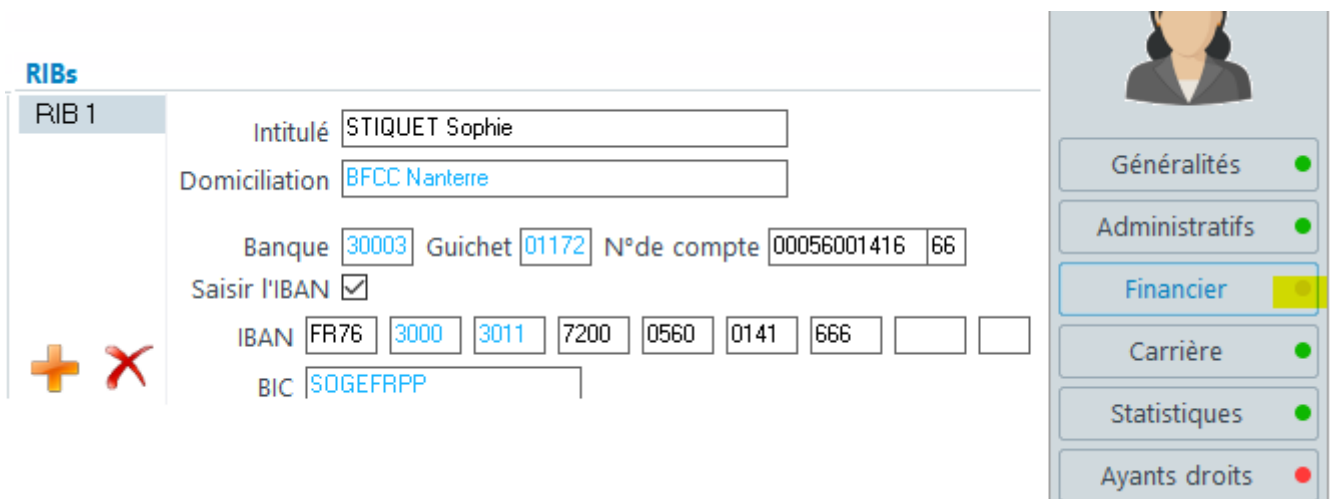 RIBs
RIB 1
Intitulé STIQUET Sophie
Domiciliation BFCC Nanterre
Banque 30003 Guichet 01172 N°de compte 00056001416 66
Saisir l'IBAN
IBAN FR76 3000 3011 7200 0560 0141 666
BIC SOGEFRPP
Généralités
Administratifs
Financier
Carrière
Statistiques
Ayants droits